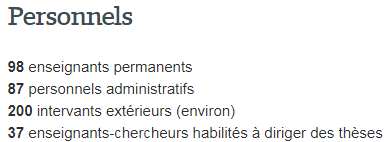 Personnels
98 enseignants permanents
87 personnels administratifs
200 intervants extérieurs (environ)
37 enseignants-chercheurs habilités à diriger des thèses